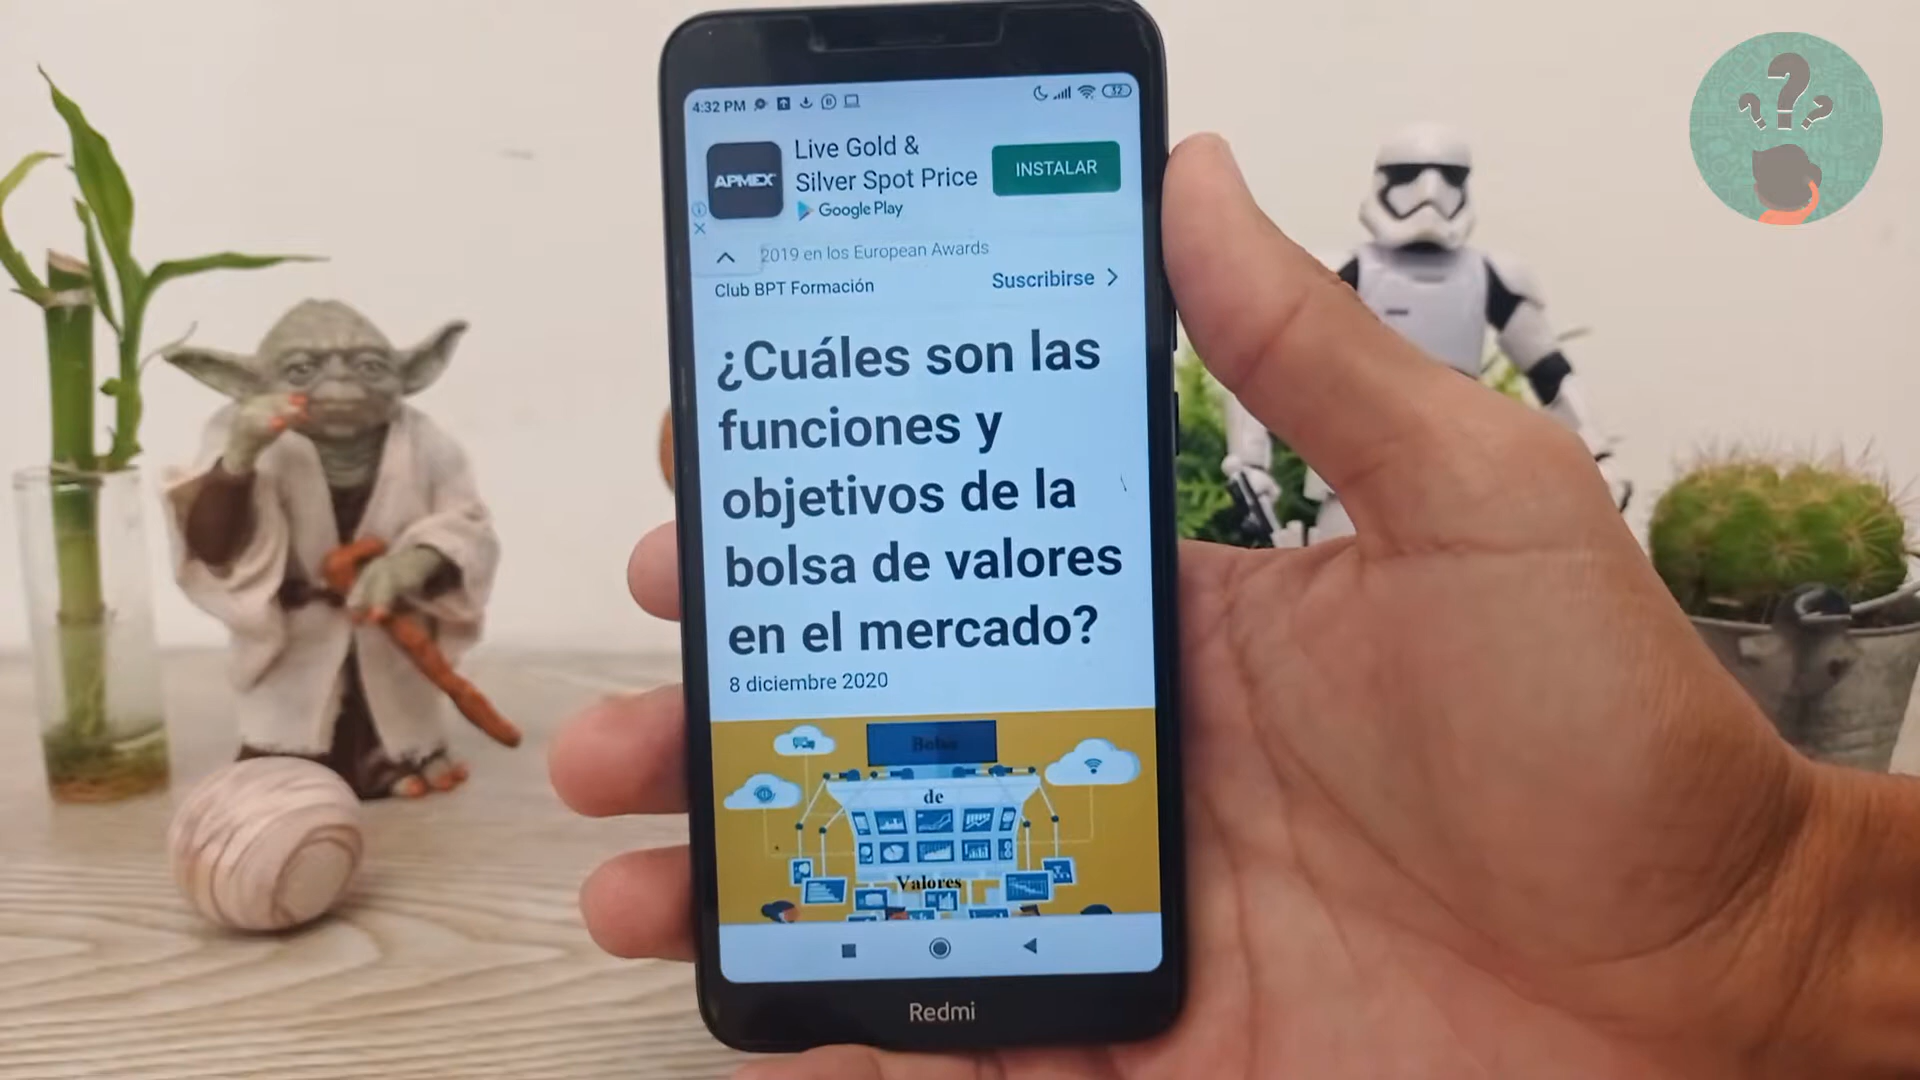 4:32 PM
32
APMEX
Live Gold &
Silver Spot Price
Google Play
INSTALAR
2019 en los European Awards
Club BPT Formación
Suscribirse
¿Cuáles son las
funciones y
objetivos de la
bolsa de valores
en el mercado?
8 diciembre 2020
Bolsa
de
Valores
Redmi